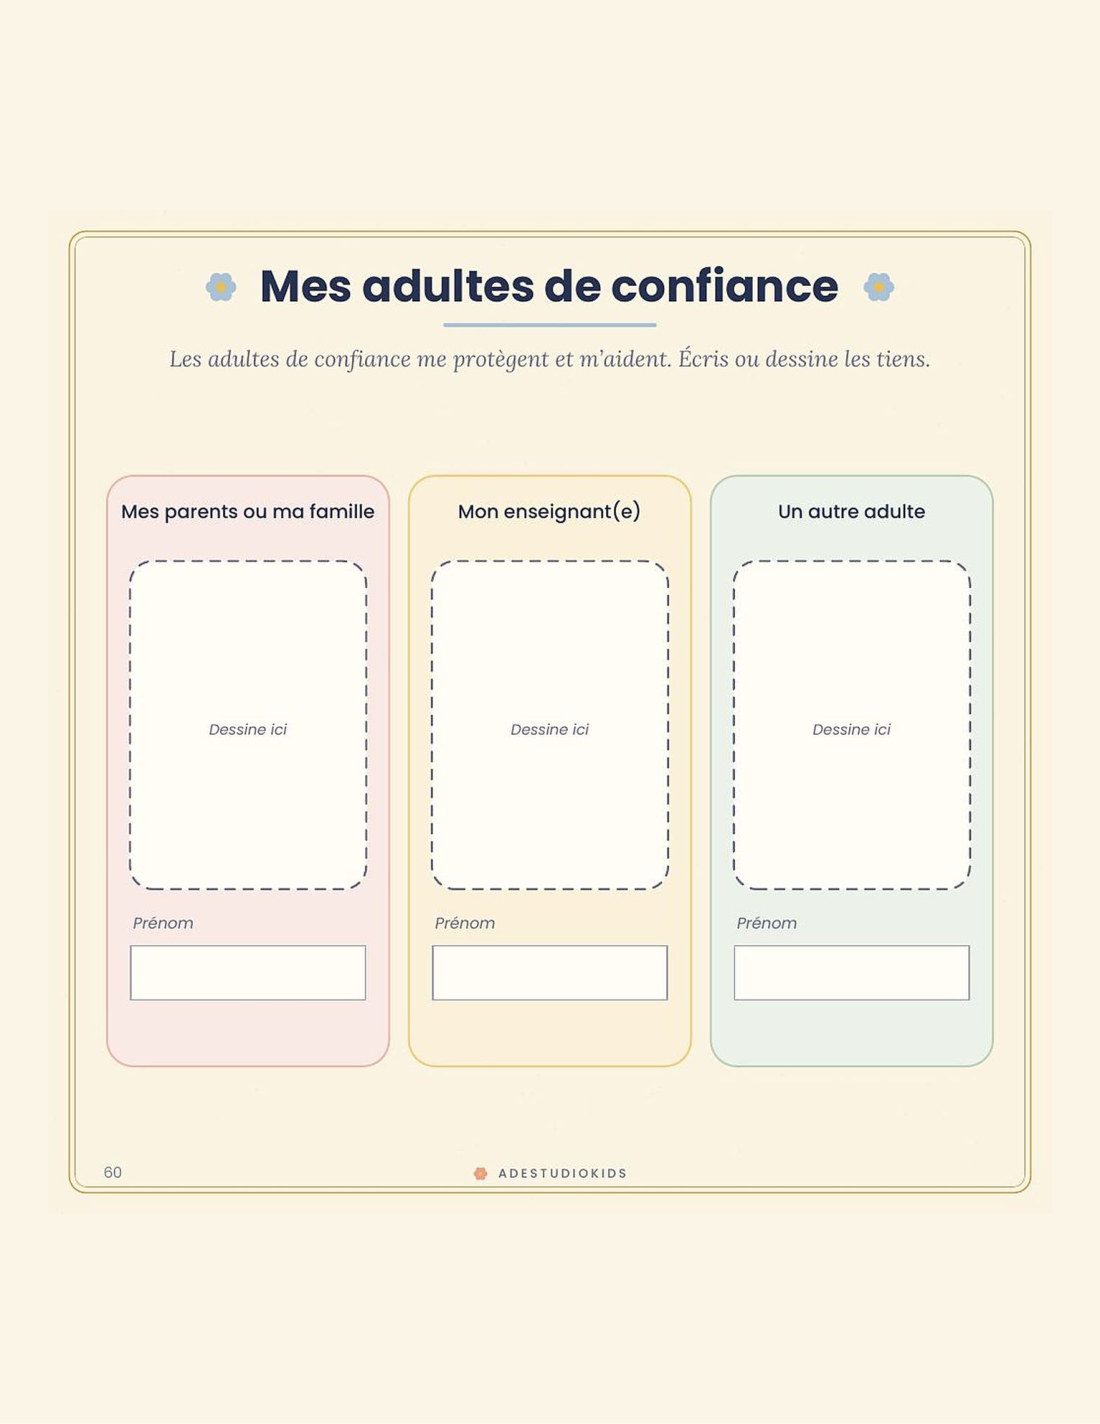 Mes adultes de confiance
Les adultes de confiance me protègent et m’aident. Écris ou dessine les tiens.
Mes parents ou ma famille
Dessine ici
Prénom
Mon enseignant(e)
Dessine ici
Prénom
Un autre adulte
Dessine ici
Prénom
60
ADESTUDIOKIDS